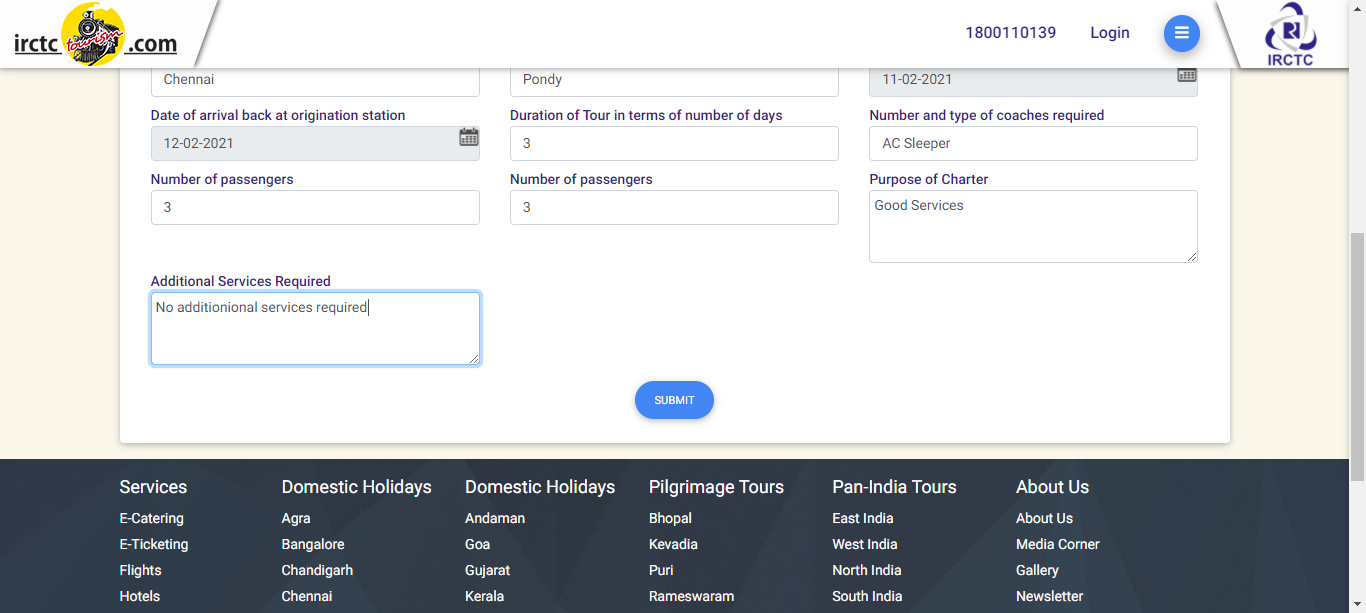 irctc tourism .com
1800110139 Login
IRCTC
Chennai Pondy 11-02-2021
Date of arrival back at origination station Duration of Tour in terms of number of days Number and type of coaches required
12-02-2021 3 AC Sleeper
Number of passengers Number of passengers Purpose of Charter
3 3 Good Services
Additional Services Required
No additionional services required
SUBMIT
Services Domestic Holidays Domestic Holidays Pilgrimage Tours Pan-India Tours About Us
E-Catering Agra Andaman Bhopal East India About Us
E-Ticketing Bangalore Goa Kevadia West India Media Corner
Flights Chandigarh Gujarat Puri North India Gallery
Hotels Chennai Kerala Rameswaram South India Newsletter